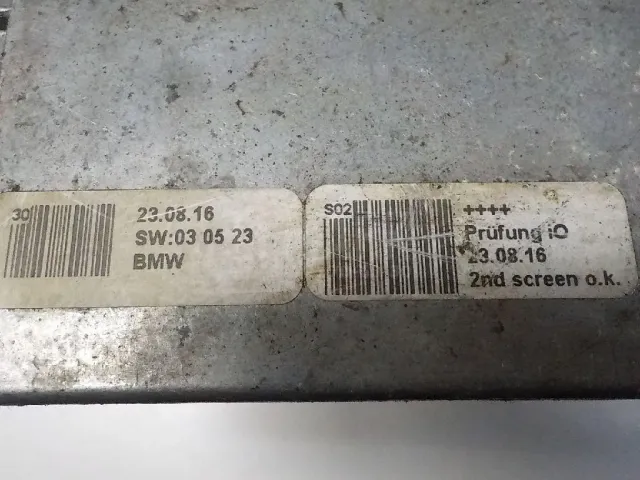 30
23.08.16
SW:03 05 23
BMW
S02
++++
Prüfung iO
23.08.16
2nd screen o.k.